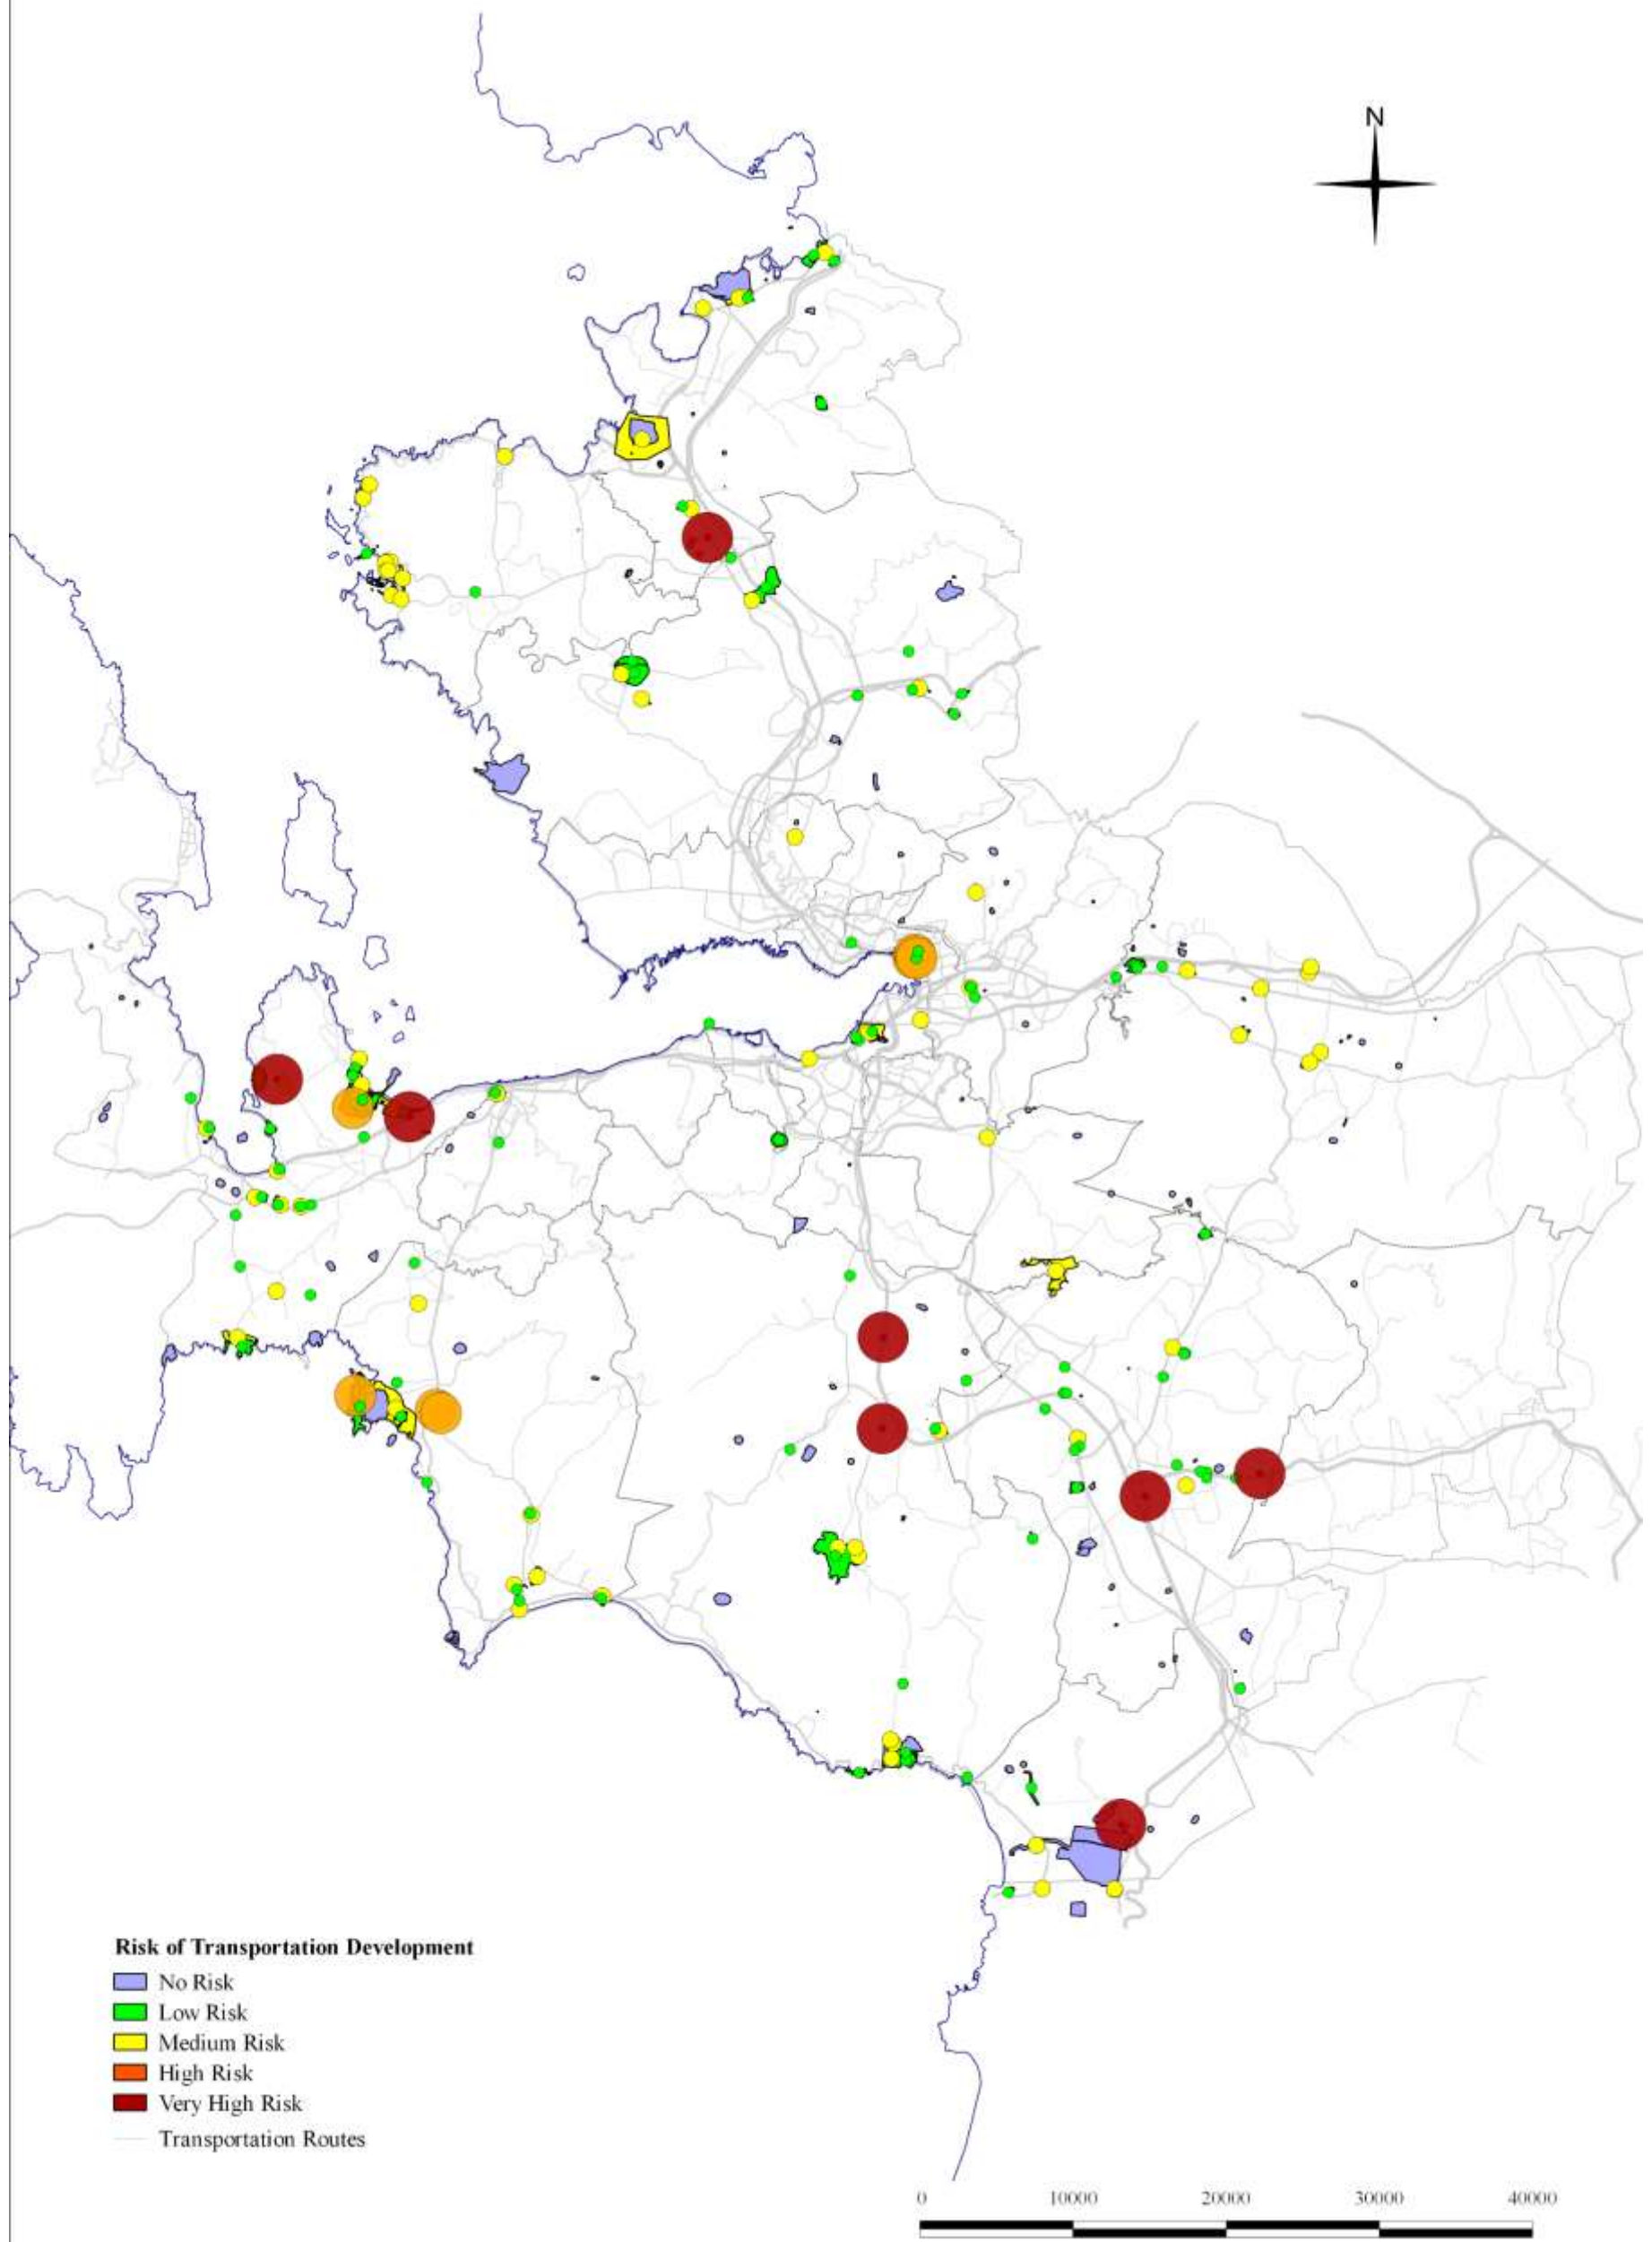 N
Risk of Transportation Development
No Risk
Low Risk
Medium Risk
High Risk
Very High Risk
Transportation Routes
0 10000 20000 30000 40000